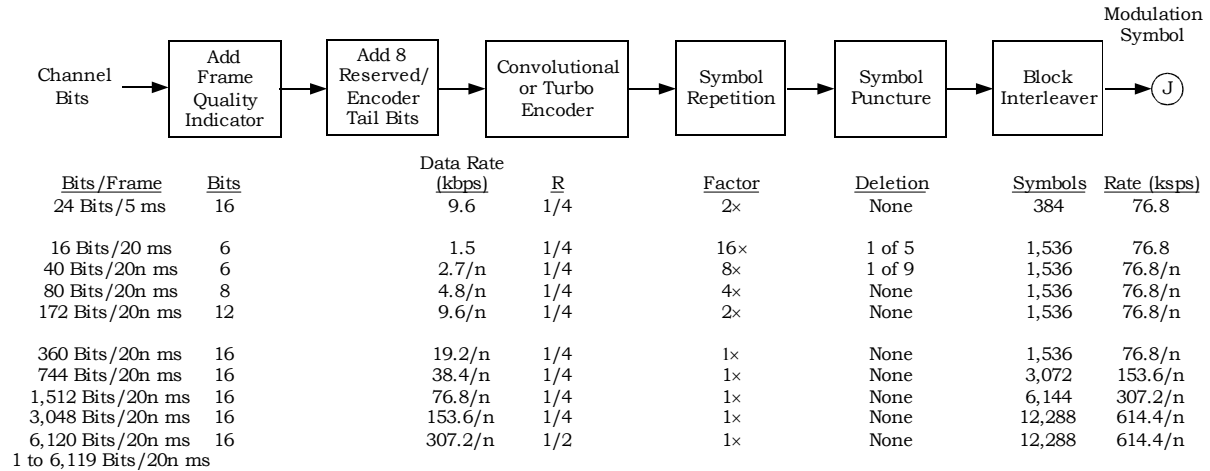 Modulation
Symbol
Channel
Bits
Add
Frame
Quality
Indicator
Add 8
Reserved/
Encoder
Tail Bits
Convolutional
or Turbo
Encoder
Symbol
Repetition
Symbol
Puncture
Block
Interleaver
J
Data Rate
Bits/Frame Bits (kbps) R Factor Deletion Symbols Rate (ksps)
24 Bits/5 ms 16 9.6 1/4 2× None 384 76.8
16 Bits/20 ms 6 1.5 1/4 16× 1 of 5 1,536 76.8
40 Bits/20n ms 6 2.7/n 1/4 8× 1 of 9 1,536 76.8/n
80 Bits/20n ms 8 4.8/n 1/4 4× None 1,536 76.8/n
172 Bits/20n ms 12 9.6/n 1/4 2× None 1,536 76.8/n
360 Bits/20n ms 16 19.2/n 1/4 1× None 1,536 76.8/n
744 Bits/20n ms 16 38.4/n 1/4 1× None 3,072 153.6/n
1,512 Bits/20n ms 16 76.8/n 1/4 1× None 6,144 307.2/n
3,048 Bits/20n ms 16 153.6/n 1/4 1× None 12,288 614.4/n
6,120 Bits/20n ms 16 307.2/n 1/2 1× None 12,288 614.4/n
1 to 6,119 Bits/20n ms